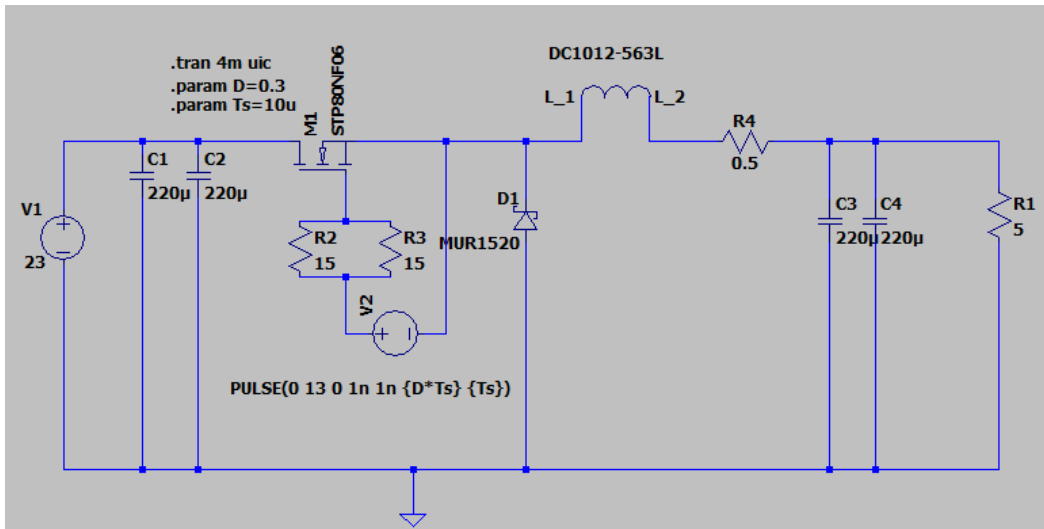 .tran 4m uic
.param D=0.3
.param Ts=10u
M1
STP80NF06
DC1012-563L
L_1
L_2
R4
0.5
C1
220µ
C2
220µ
V1
23
R2
15
R3
15
V2
D1
MUR1520
C3
220µ
C4
220µ
R1
5
PULSE(0 13 0 1n 1n {D*Ts} {Ts})